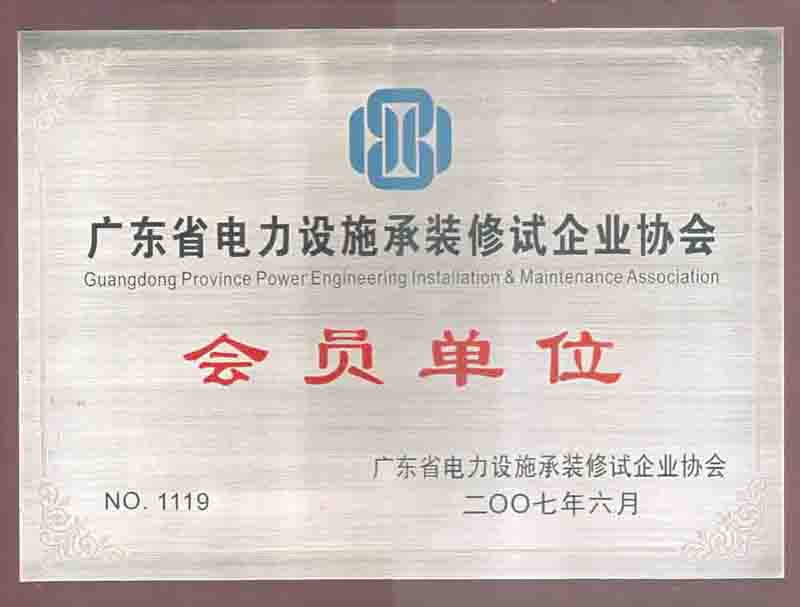 广东省电力设施承装修试企业协会
Guangdong Province Power Engineering Installation & Maintenance Association
会员单位
广东省电力设施承装修试企业协会
NO. 1119
二〇〇七年六月